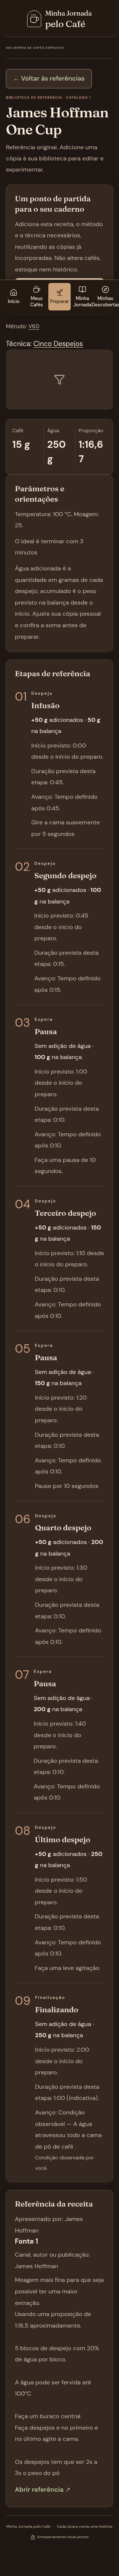 Minha Jornada
pelo Café
SEU DIÁRIO DE CAFÉS ESPECIAIS
← Voltar às referências
BIBLIOTECA DE REFERÊNCIA · CATÁLOGO 1
James Hoffman
One Cup
Referência original. Adicione uma
cópia à sua biblioteca para editar e
experimentar.
Um ponto de partida
para o seu caderno
Adiciona esta receita, o método
e a técnica necessários,
reutilizando as cópias já
incorporadas. Não altera cafés,
estoque nem histórico.
Início
Meus
Cafés
Preparar
Minha
Jornada
Minhas
Descobertas
Método: V60
Técnica: Cinco Despejos
Café
15 g
Água
250
g
Proporção
1:16,6
7
Parâmetros e
orientações
Temperatura: 100 °C. Moagem:
25.
O ideal é terminar com 3
minutos
Água adicionada é a
quantidade em gramas de cada
despejo; acumulado é o peso
previsto na balança desde o
início. Ajuste sua cópia pessoal
e confira a soma antes de
preparar.
Etapas de referência
01
Despejo
Infusão
+50 g adicionados · 50 g
na balança
Início previsto: 0:00
desde o início do preparo.
Duração prevista desta
etapa: 0:45.
Avanço: Tempo definido
após 0:45.
Gire a cama suavemente
por 5 segundos
02
Despejo
Segundo despejo
+50 g adicionados · 100
g na balança
Início previsto: 0:45
desde o início do
preparo.
Duração prevista desta
etapa: 0:15.
Avanço: Tempo definido
após 0:15.
03
Espera
Pausa
Sem adição de água ·
100 g na balança
Início previsto: 1:00
desde o início do
preparo.
Duração prevista desta
etapa: 0:10.
Avanço: Tempo definido
após 0:10.
Faça uma pausa de 10
segundos.
04
Despejo
Terceiro despejo
+50 g adicionados · 150
g na balança
Início previsto: 1:10 desde
o início do preparo.
Duração prevista desta
etapa: 0:10.
Avanço: Tempo definido
após 0:10.
05
Espera
Pausa
Sem adição de água ·
150 g na balança
Início previsto: 1:20
desde o início do
preparo.
Duração prevista desta
etapa: 0:10.
Avanço: Tempo definido
após 0:10.
Pause por 10 segundos
06
Despejo
Quarto despejo
+50 g adicionados · 200
g na balança
Início previsto: 1:30
desde o início do
preparo.
Duração prevista desta
etapa: 0:10.
Avanço: Tempo definido
após 0:10.
07
Espera
Pausa
Sem adição de água ·
200 g na balança
Início previsto: 1:40
desde o início do
preparo.
Duração prevista desta
etapa: 0:10.
Avanço: Tempo definido
após 0:10.
08
Despejo
Último despejo
+50 g adicionados · 250
g na balança
Início previsto: 1:50
desde o início do
preparo.
Duração prevista desta
etapa: 0:10.
Avanço: Tempo definido
após 0:10.
Faça uma leve agitação
09
Finalização
Finalizando
Sem adição de água ·
250 g na balança
Início previsto: 2:00
desde o início do
preparo.
Duração prevista desta
etapa: 1:00 (indicativa).
Avanço: Condição
observável — A água
atravessou todo a cama
de pó de café .
Condição observada por
você.
Referência da receita
Apresentado por: James
Hoffman
Fonte 1
Canal, autor ou publicação:
James Hoffman
Moagem mais fina para que seja
possível ter uma maior
extração.
Usando uma proporção de
1:16,5 aproximadamente.
5 blocos de despejo com 20%
de água por bloco.
A água pode ser fervida até
100°C
Faça um buraco central.
Faça despejos e no primeiro e
no último agite a cama.
Os despejos tem que ser 2x a
3x o peso do pó
Abrir referência ↗
Minha Jornada pelo Café · Cada xícara conta uma história.
Armazenamento local pronto